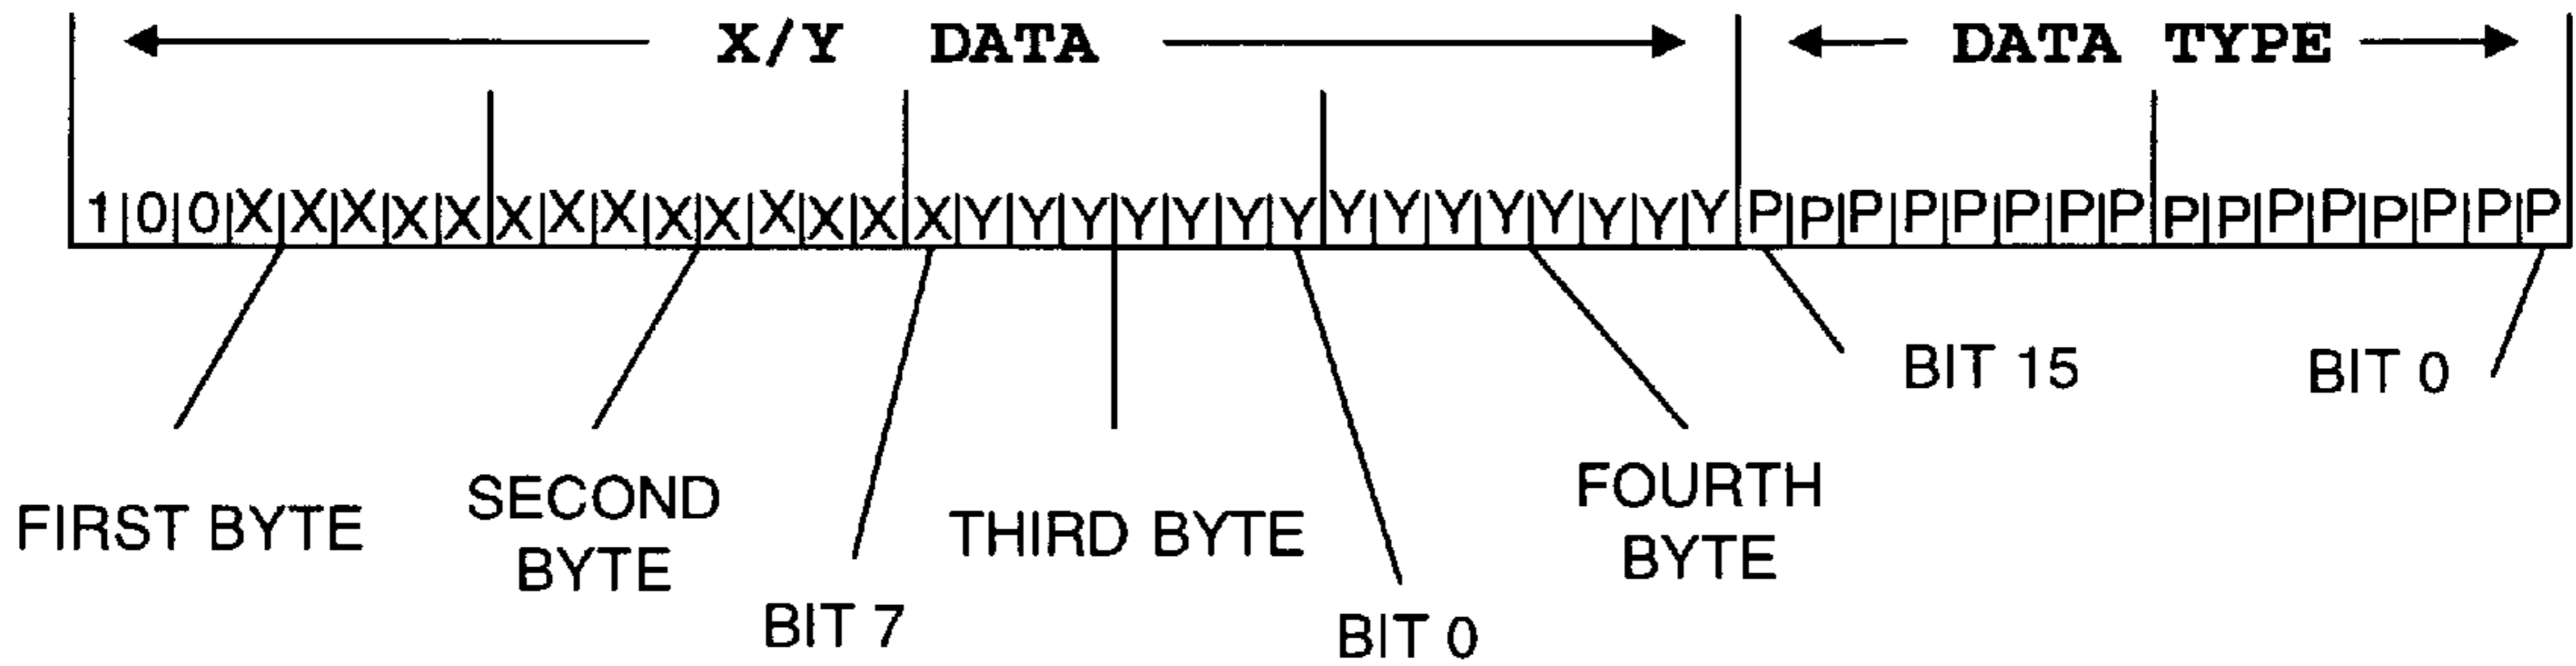 X/Y DATA DATA TYPE
1|0|0|X|X|X|X|X|X|X|X|X|X|X|X|X|X|Y|Y|Y|Y|Y|Y|Y|Y|Y|Y|Y|Y|Y|Y|Y|P|P|P|P|P|P|P|P|P|P|P|P|P|P|P|P
BIT 15 BIT 0
FIRST BYTE
SECOND
BYTE
THIRD BYTE
FOURTH
BYTE
BIT 7
BIT 0